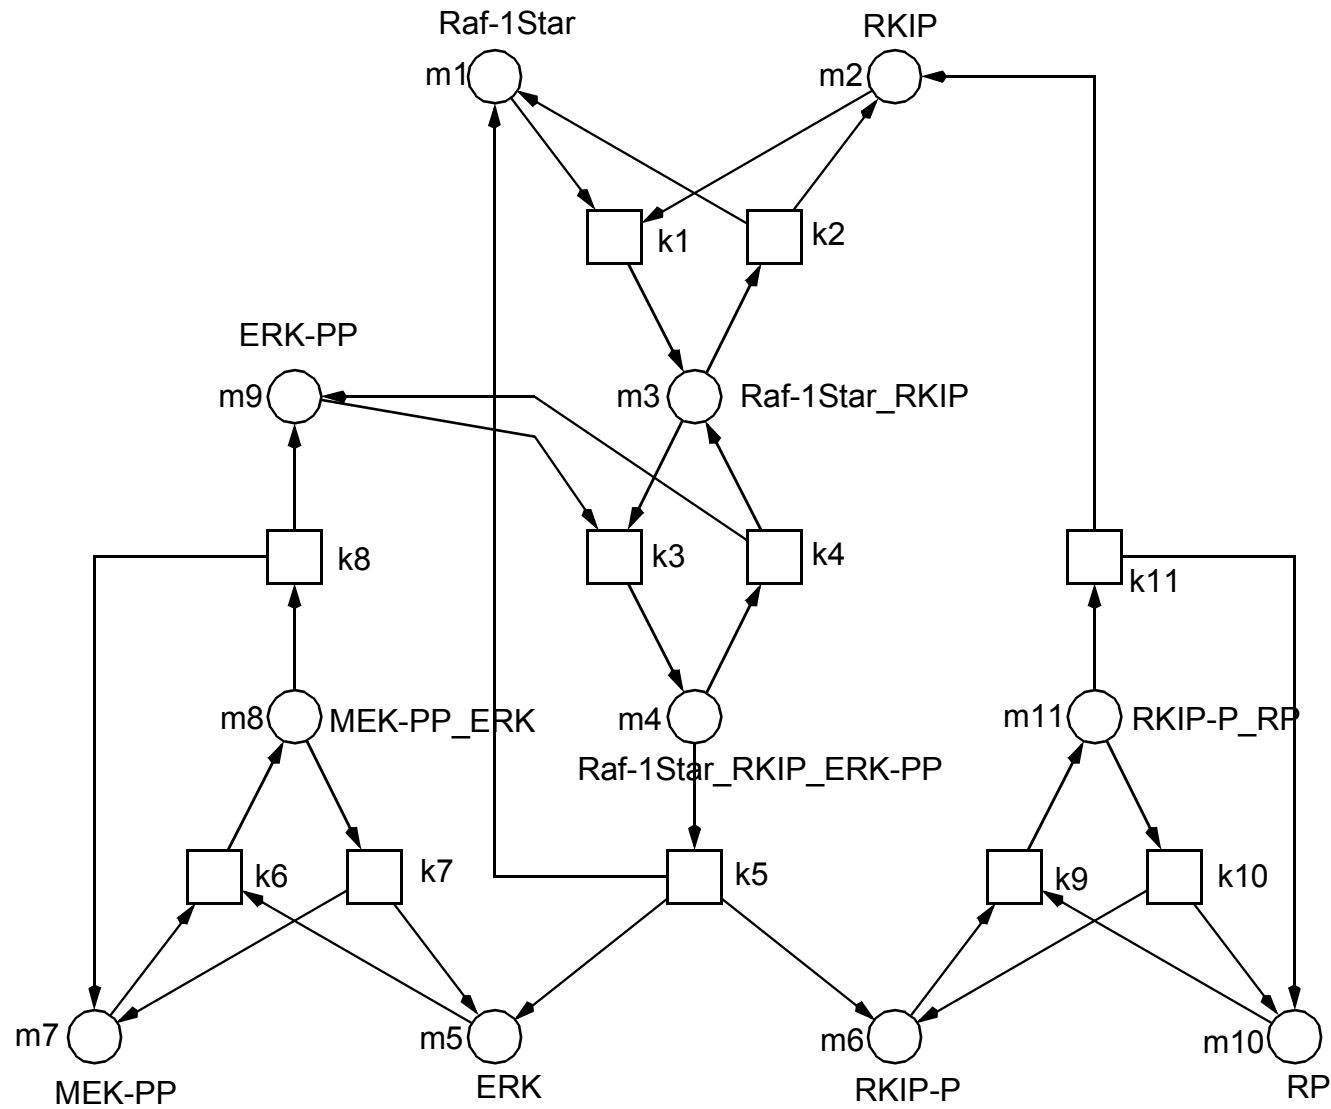 Raf-1Star
RKIP
m1
m2
k1
k2
ERK-PP
m9
m3
Raf-1Star_RKIP
k8
k3
k4
k11
m8
MEK-PP_ERK
m4
Raf-1Star_RKIP_ERK-PP
m11
RKIP-P_RP
k6
k7
k5
k9
k10
m7
MEK-PP
m5
ERK
m6
RKIP-P
m10
RP